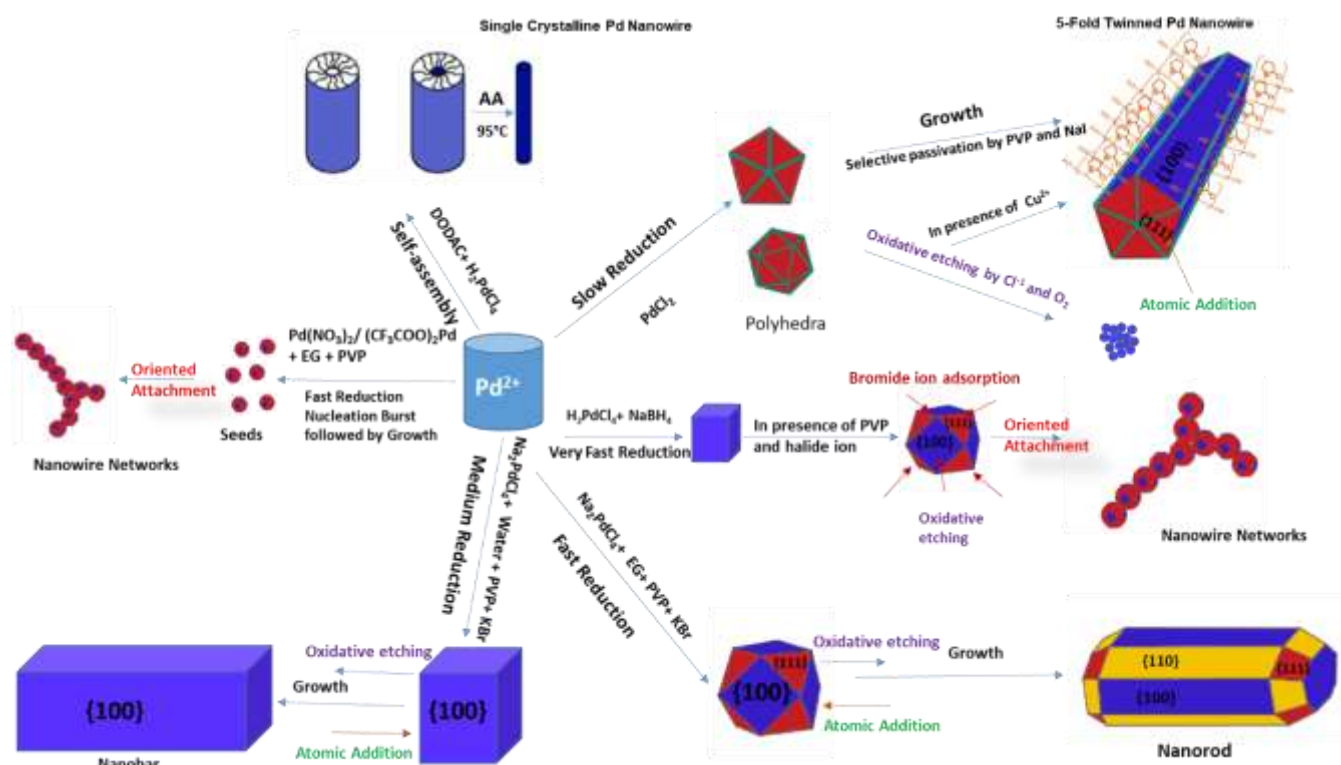 Single Crystalline Pd Nanowire
5-Fold Twinned Pd Nanowire
AA
95°C
Growth
Selective passivation by PVP and NaI
{100}
{111}
In presence of Cu²⁺
Oxidative etching by Cl⁻¹ and O₂
Atomic Addition
DODAC+ H₂PdCl₄
Self-assembly
Slow Reduction
PdCl₂
Polyhedra
Pd(NO₃)₂/ (CF₃COO)₂Pd
+ EG + PVP
Oriented
Attachment
Fast Reduction
Nucleation Burst
followed by Growth
Seeds
Nanowire Networks
Pd²⁺
H₂PdCl₄+ NaBH₄
Very Fast Reduction
In presence of PVP
and halide ion
Bromide ion adsorption
{111}
{100}
Oriented
Attachment
Oxidative
etching
Nanowire Networks
Na₂PdCl₄+ Water + PVP+ KBr
Medium Reduction
Na₂PdCl₄+ EG+ PVP+ KBr
Fast Reduction
{100}
Oxidative etching
Growth
Atomic Addition
{100}
Nanobar
{111}
{100}
Oxidative etching
Growth
Atomic Addition
{110}
{111}
{100}
Nanorod